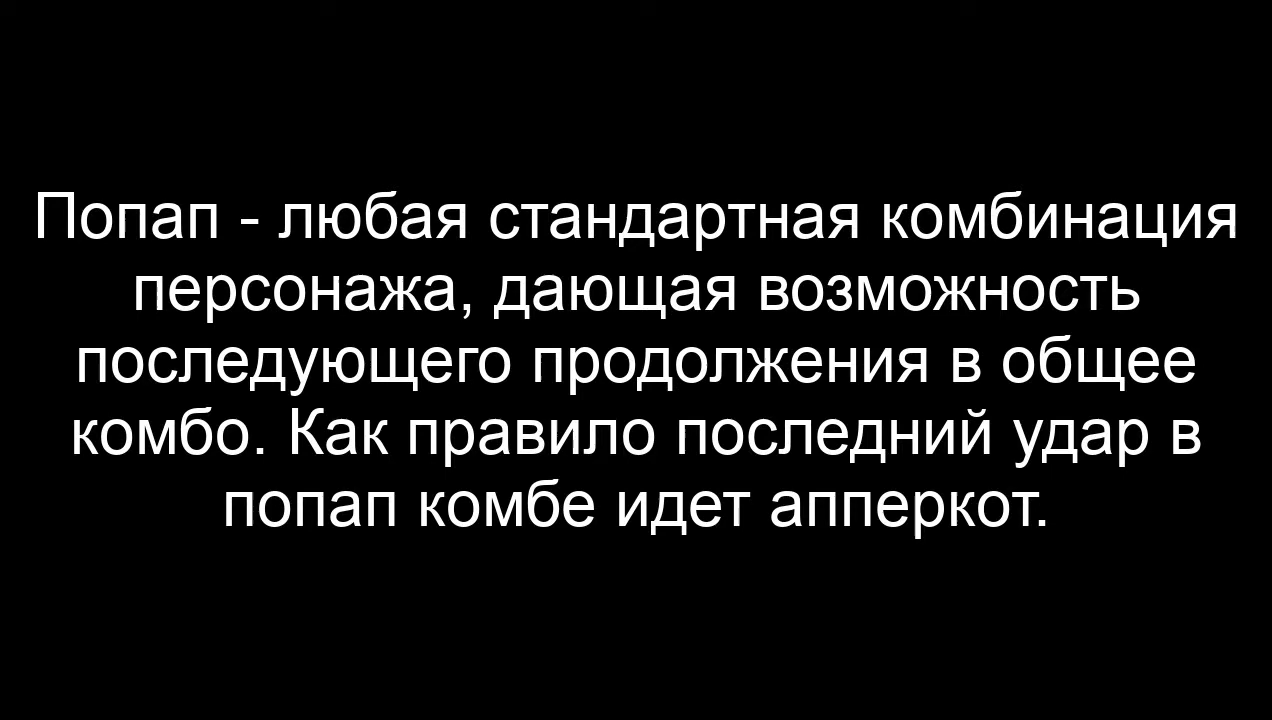 Попап - любая стандартная комбинация
персонажа, дающая возможность
последующего продолжения в общее
комбо. Как правило последний удар в
попап комбе идет апперкот.